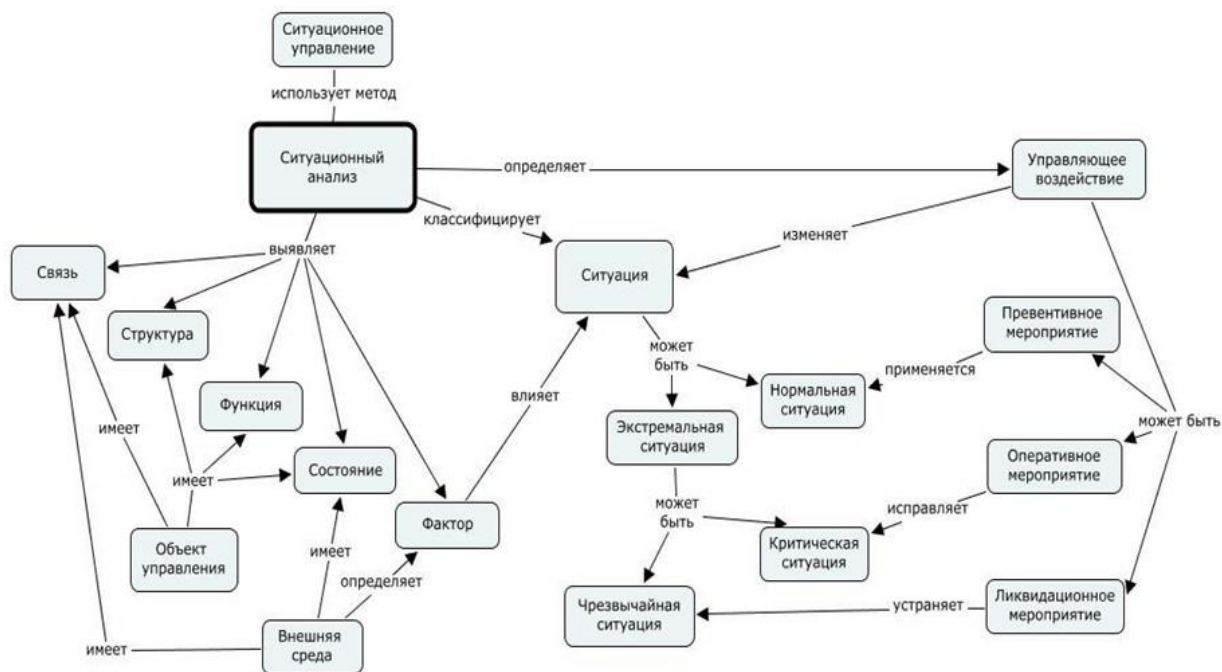 Ситуационное
управление
использует метод
Ситуационный
анализ
определяет
Управляющее
воздействие
классифицирует
изменяет
выявляет
Связь
Ситуация
Структура
Превентивное
мероприятие
может
быть
применяется
Нормальная
ситуация
Функция
влияет
имеет
Экстремальная
ситуация
может быть
Оперативное
мероприятие
имеет
Состояние
Фактор
может
быть
исправляет
Критическая
ситуация
Объект
управления
имеет
определяет
Чрезвычайная
ситуация
устраняет
Ликвидационное
мероприятие
имеет
Внешняя
среда